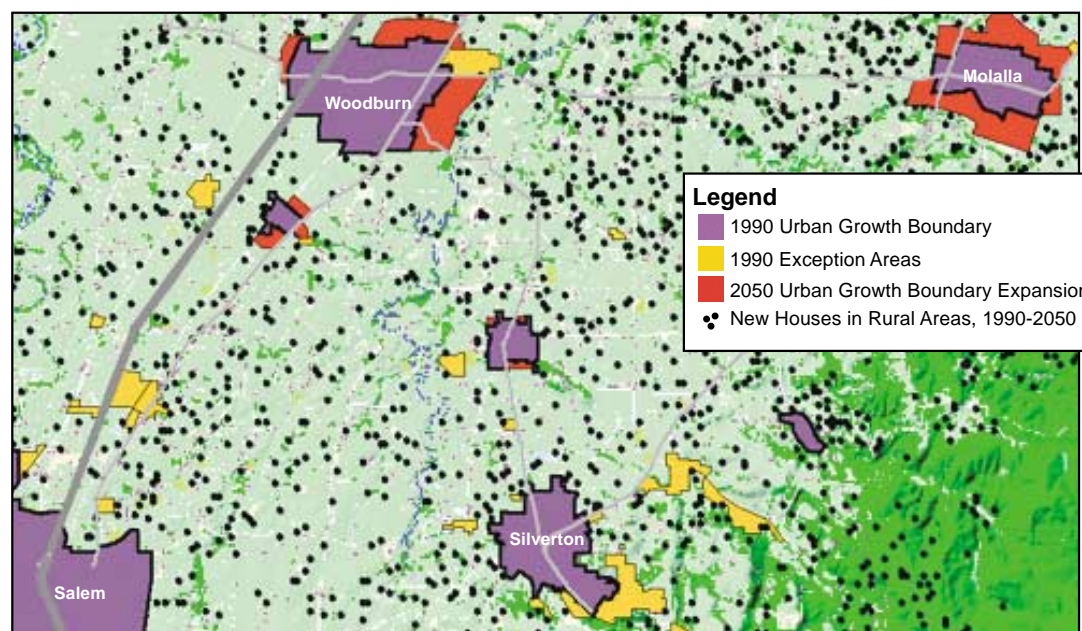 Woodburn
Molalla
Legend
1990 Urban Growth Boundary
1990 Exception Areas
2050 Urban Growth Boundary Expansion
New Houses in Rural Areas, 1990-2050
Silverton
Salem